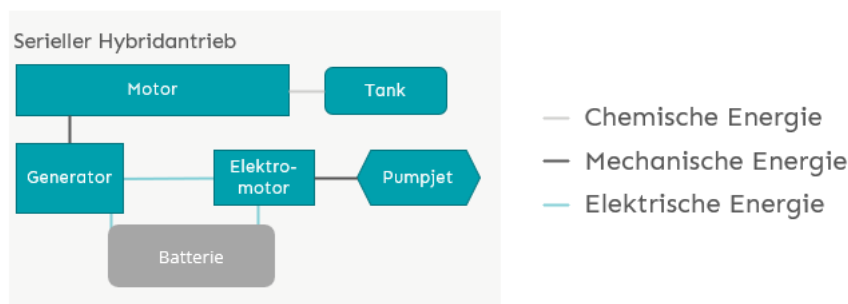 Serieller Hybridantrieb
Motor
Tank
Generator
Elektro-
motor
Pumpjet
Batterie
Chemische Energie
Mechanische Energie
Elektrische Energie